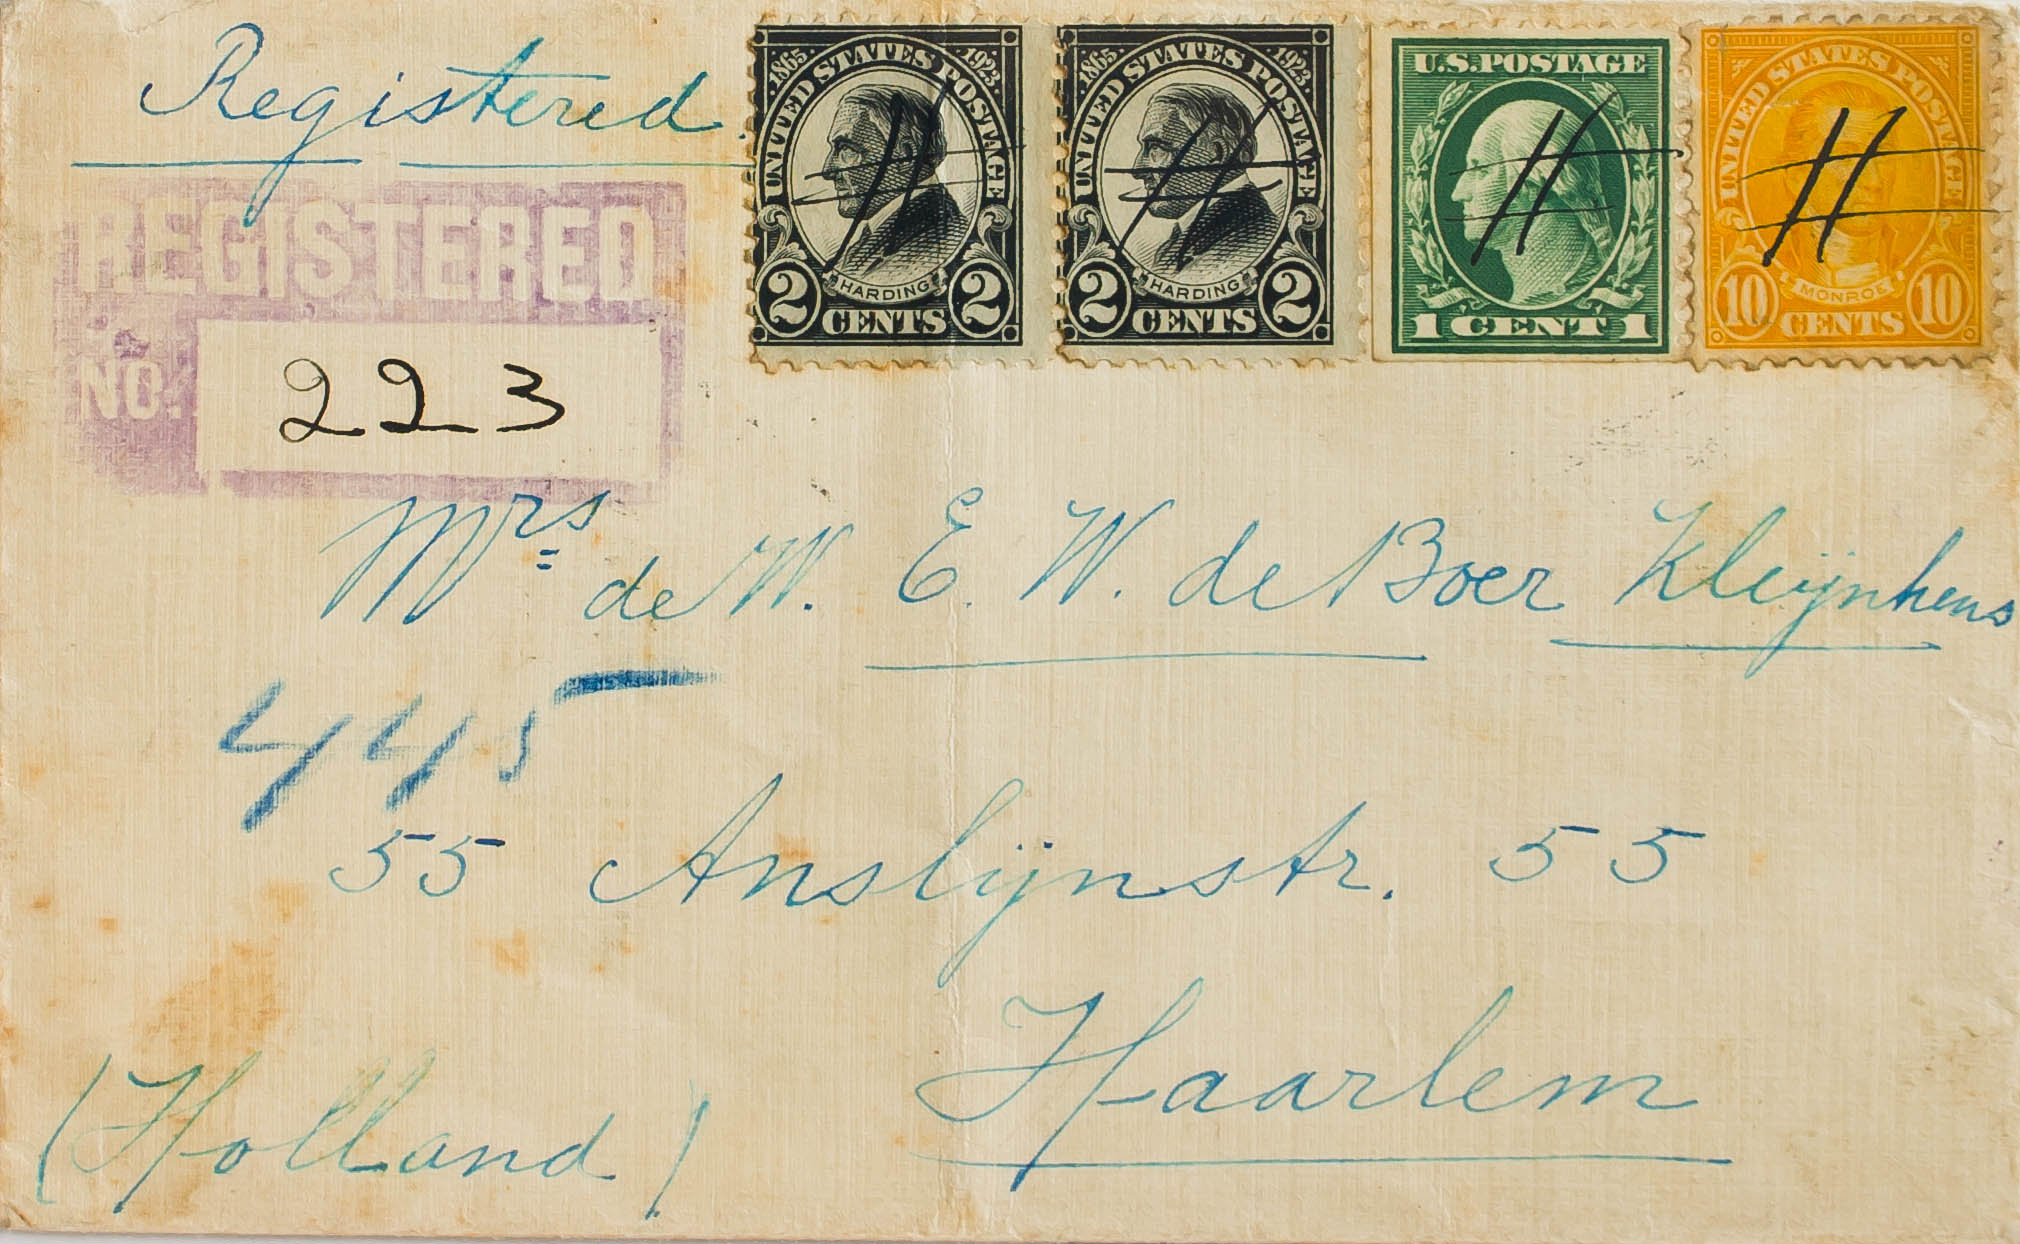 Registered.
1865 1923
UNITED STATES POSTAGE
HARDING
2 CENTS 2
1865 1923
UNITED STATES POSTAGE
HARDING
2 CENTS 2
U.S. POSTAGE
1 CENT 1
UNITED STATES POSTAGE
MONROE
10 CENTS 10
REGISTERED
NO. 223
Mrs de W. E. W. de Boer Kleijnhens
445
55 Anslijnstr. 55
Haarlem
(Holland)